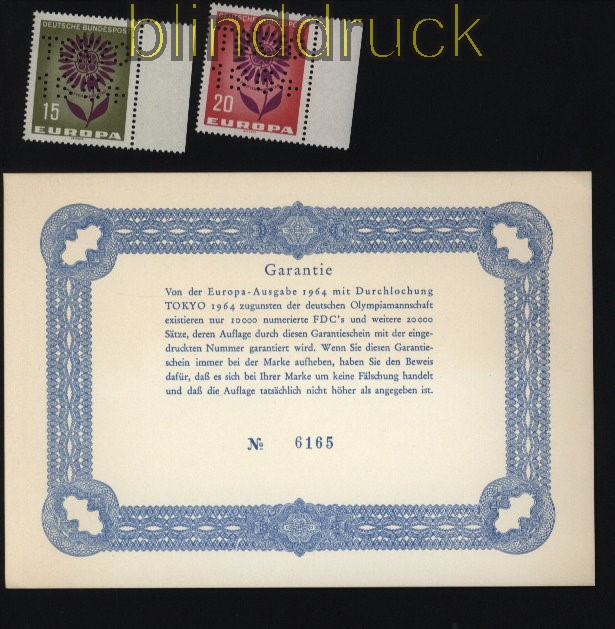 blinddruck
DEUTSCHE BUNDESPOST
15
EUROPA
DEUTSCHE BUNDESPOST
20
EUROPA
Garantie
Von der Europa-Ausgabe 1964 mit Durchlochung
TOKYO 1964 zugunsten der deutschen Olympiamannschaft
existieren nur 10000 numerierte FDC's und weitere 20000
Sätze, deren Auflage durch diesen Garantieschein mit der einge-
druckten Nummer garantiert wird. Wenn Sie diesen Garantie-
schein immer bei der Marke aufheben, haben Sie den Beweis
dafür, daß es sich bei Ihrer Marke um keine Fälschung handelt
und daß die Auflage tatsächlich nicht höher als angegeben ist.
№ 6165